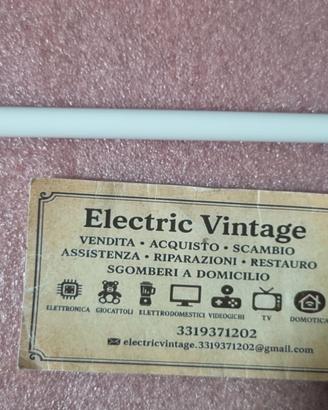 Electric Vintage
VENDITA • ACQUISTO • SCAMBIO
ASSISTENZA • RIPARAZIONI • RESTAURO
SGOMBERI A DOMICILIO
ELETTRONICA GIOCATTOLI ELETTRODOMESTICI VIDEOGICHI TV DOMOTICA
3319371202
electricvintage.3319371202@gmail.com